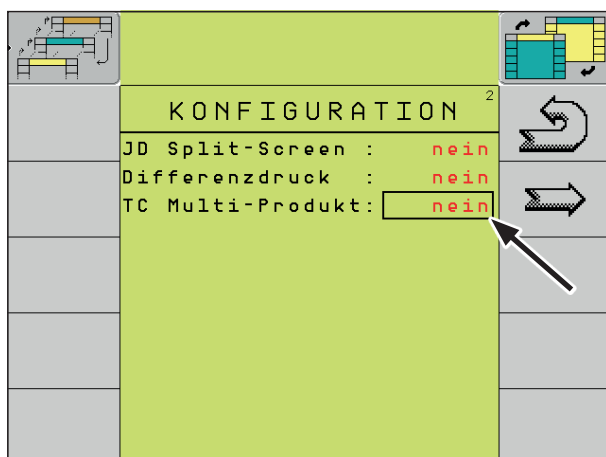 KONFIGURATION
2
JD Split-Screen : nein
Differenzdruck : nein
TC Multi-Produkt: nein